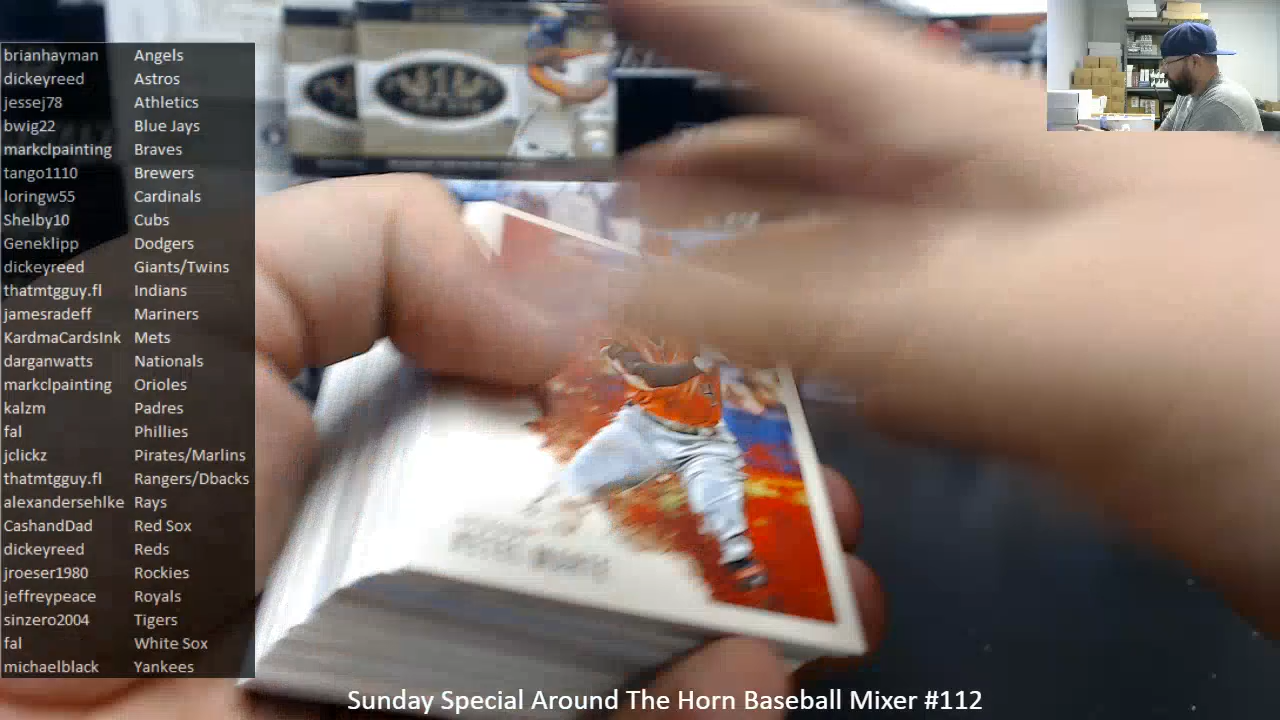 brianhayman Angels
dickeyreed Astros
jessej78 Athletics
bwig22 Blue Jays
markclpainting Braves
tango1110 Brewers
loringw55 Cardinals
Shelby10 Cubs
Geneklipp Dodgers
dickeyreed Giants/Twins
thatmtgguy.fl Indians
jamesradeff Mariners
KardmaCardsInk Mets
darganwatts Nationals
markclpainting Orioles
kalzm Padres
fal Phillies
jclickz Pirates/Marlins
thatmtgguy.fl Rangers/Dbacks
alexandersehlke Rays
CashandDad Red Sox
dickeyreed Reds
jroeser1980 Rockies
jeffreypeace Royals
sinzero2004 Tigers
fal White Sox
michaelblack Yankees
Sunday Special Around The Horn Baseball Mixer #112